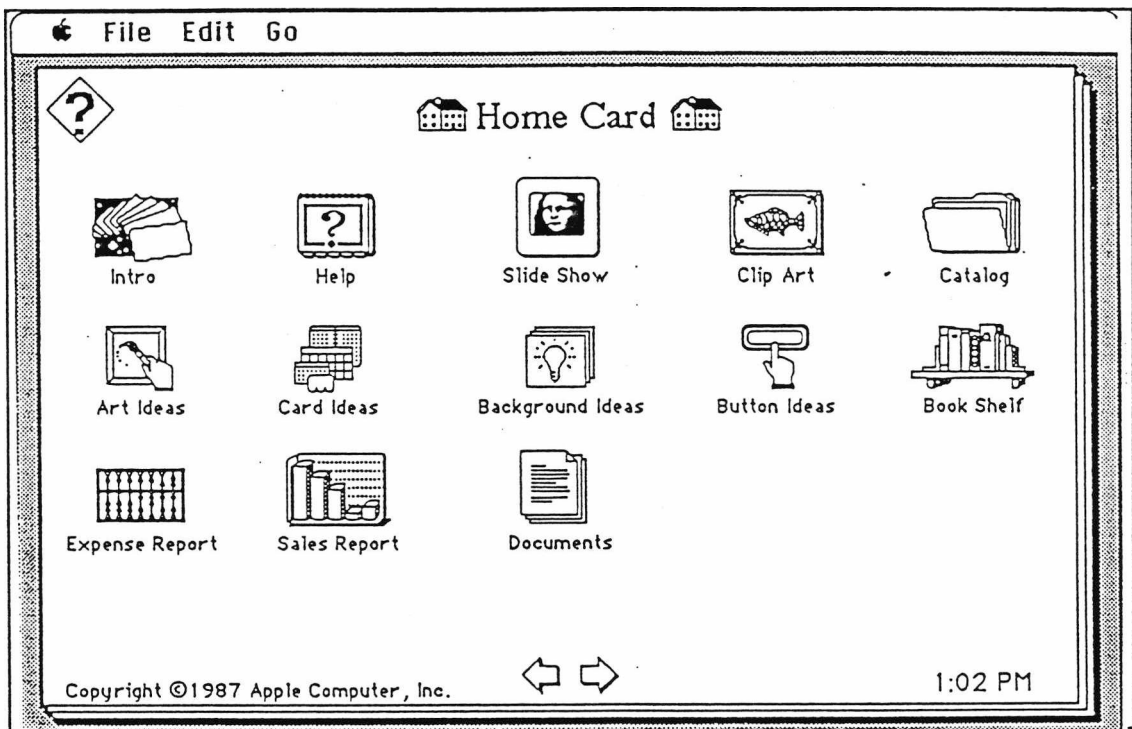 File Edit Go
? Home Card
?
Intro Help Slide Show Clip Art Catalog
Art Ideas Card Ideas Background Ideas Button Ideas Book Shelf
Expense Report Sales Report Documents
Copyright ©1987 Apple Computer, Inc. 1:02 PM